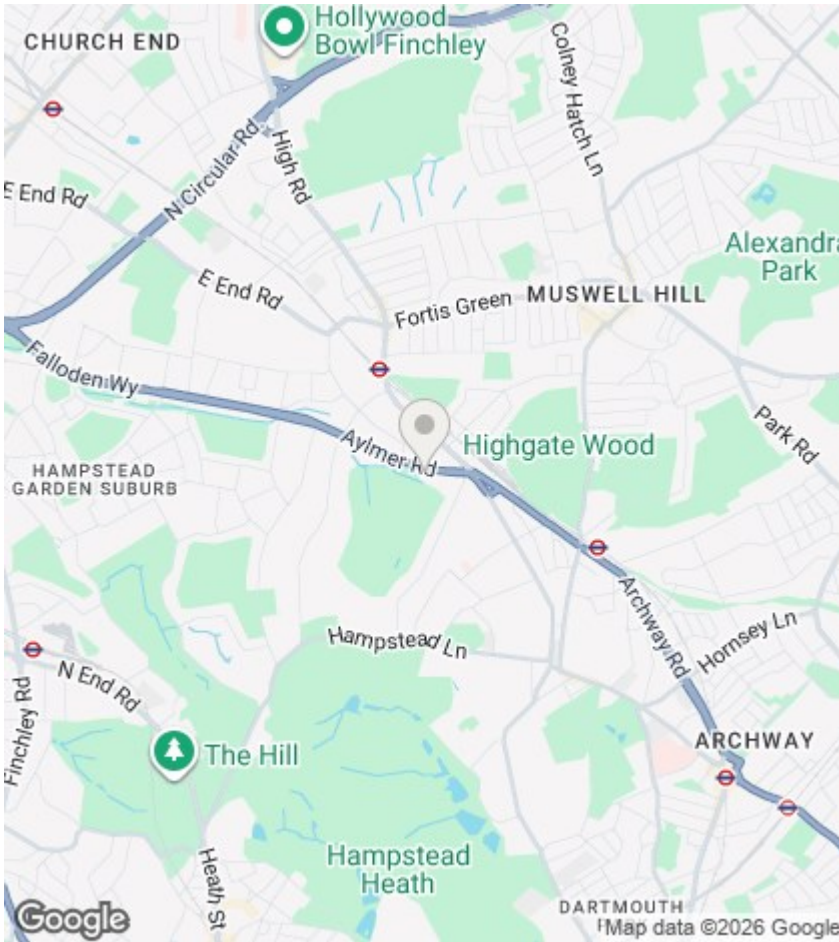 Hollywood
Bowl Finchley
CHURCH END
Colney Hatch Ln
N Circular Rd
High Rd
E End Rd
Alexandra
Park
E End Rd
Fortis Green
MUSWELL HILL
Falloden Wy
Park Rd
Aylmer Rd
Highgate Wood
HAMPSTEAD
GARDEN SUBURB
Archway Rd
Hornsey Ln
Hampstead Ln
N End Rd
Finchley Rd
The Hill
ARCHWAY
Heath St
Hampstead
Heath
DARTMOUTH
Google
Map data ©2026 Google